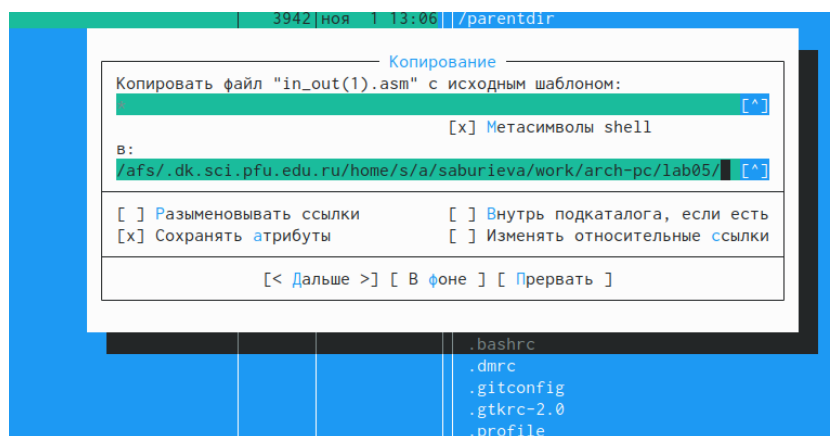 3942|ноя 1 13:06 /parentdir
Копирование
Копировать файл "in_out(1).asm" с исходным шаблоном:
[^]
[x] Метасимволы shell
в:
/afs/.dk.sci.pfu.edu.ru/home/s/a/saburieva/work/arch-pc/lab05/ [^]
[ ] Разыменовывать ссылки [ ] Внутрь подкаталога, если есть
[x] Сохранять атрибуты [ ] Изменять относительные ссылки
[< Дальше >] [ В фоне ] [ Прервать ]
.bashrc
.dmrc
.gitconfig
.gtkrc-2.0
.profile